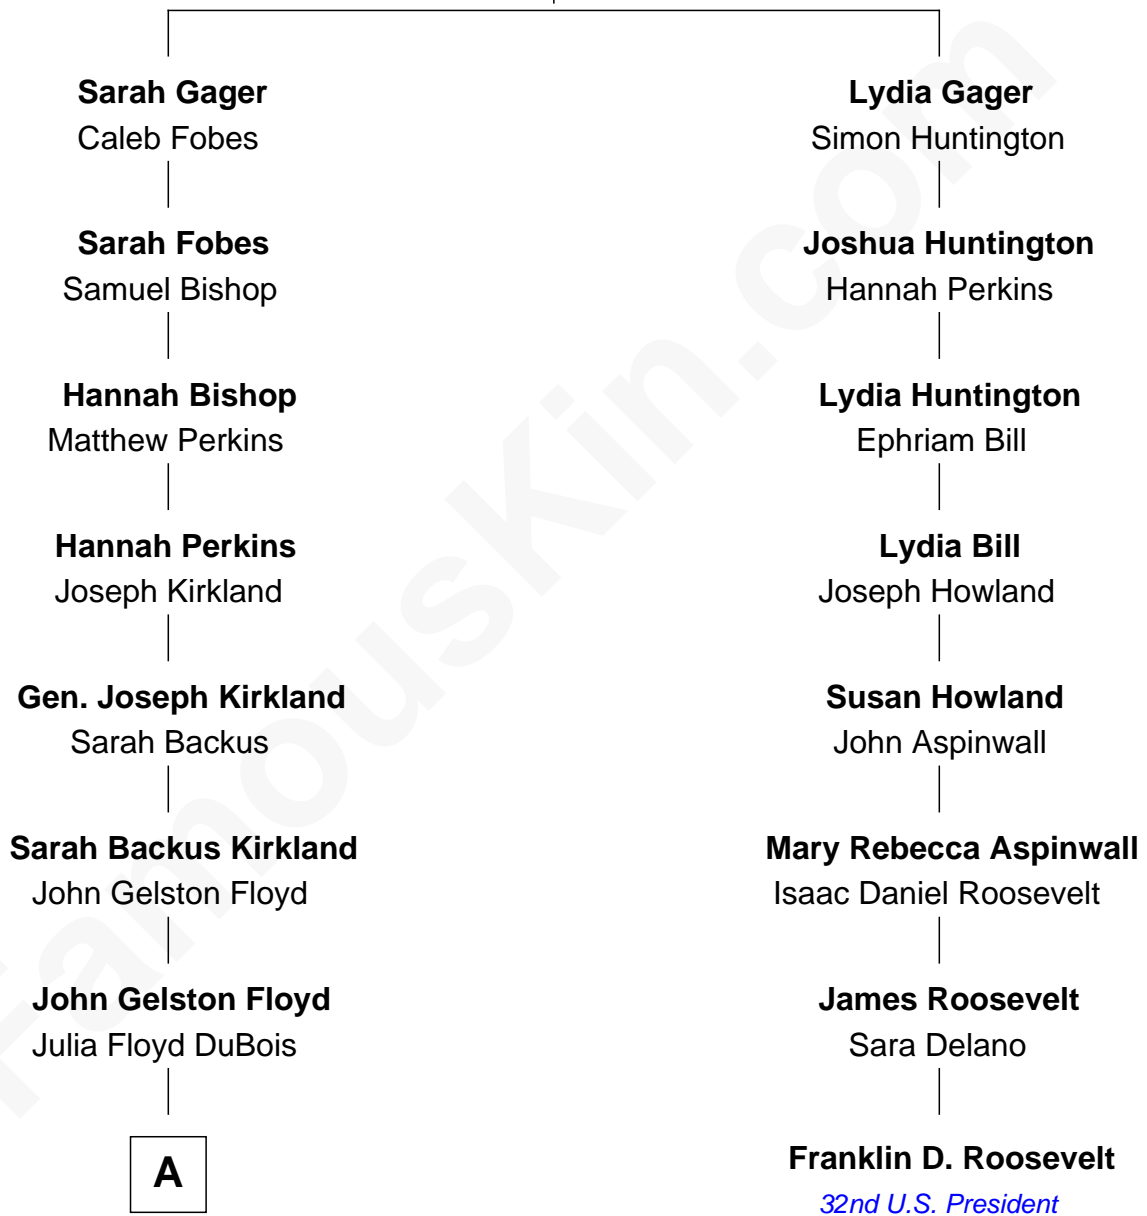 Sarah Gager
Caleb Fobes
Sarah Fobes
Samuel Bishop
Hannah Bishop
Matthew Perkins
Hannah Perkins
Joseph Kirkland
Gen. Joseph Kirkland
Sarah Backus
Sarah Backus Kirkland
John Gelston Floyd
John Gelston Floyd
Julia Floyd DuBois
A
Lydia Gager
Simon Huntington
Joshua Huntington
Hannah Perkins
Lydia Huntington
Ephriam Bill
Lydia Bill
Joseph Howland
Susan Howland
John Aspinwall
Mary Rebecca Aspinwall
Isaac Daniel Roosevelt
James Roosevelt
Sara Delano
Franklin D. Roosevelt
32nd U.S. President
FamousKin.com